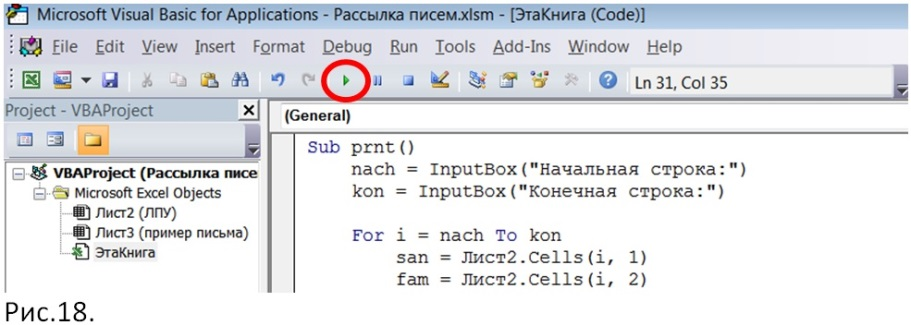 Microsoft Visual Basic for Applications - Рассылка писем.xlsm - [ЭтаКнига (Code)]
File Edit View Insert Format Debug Run Tools Add-Ins Window Help
Ln 31, Col 35
Project - VBAProject
(General)
VBAProject (Рассылка писе
Microsoft Excel Objects
Лист2 (ЛПУ)
Лист3 (пример письма)
ЭтаКнига
Sub prnt()
nach = InputBox("Начальная строка:")
kon = InputBox("Конечная строка:")
For i = nach To kon
san = Лист2.Cells(i, 1)
fam = Лист2.Cells(i, 2)
Рис.18.